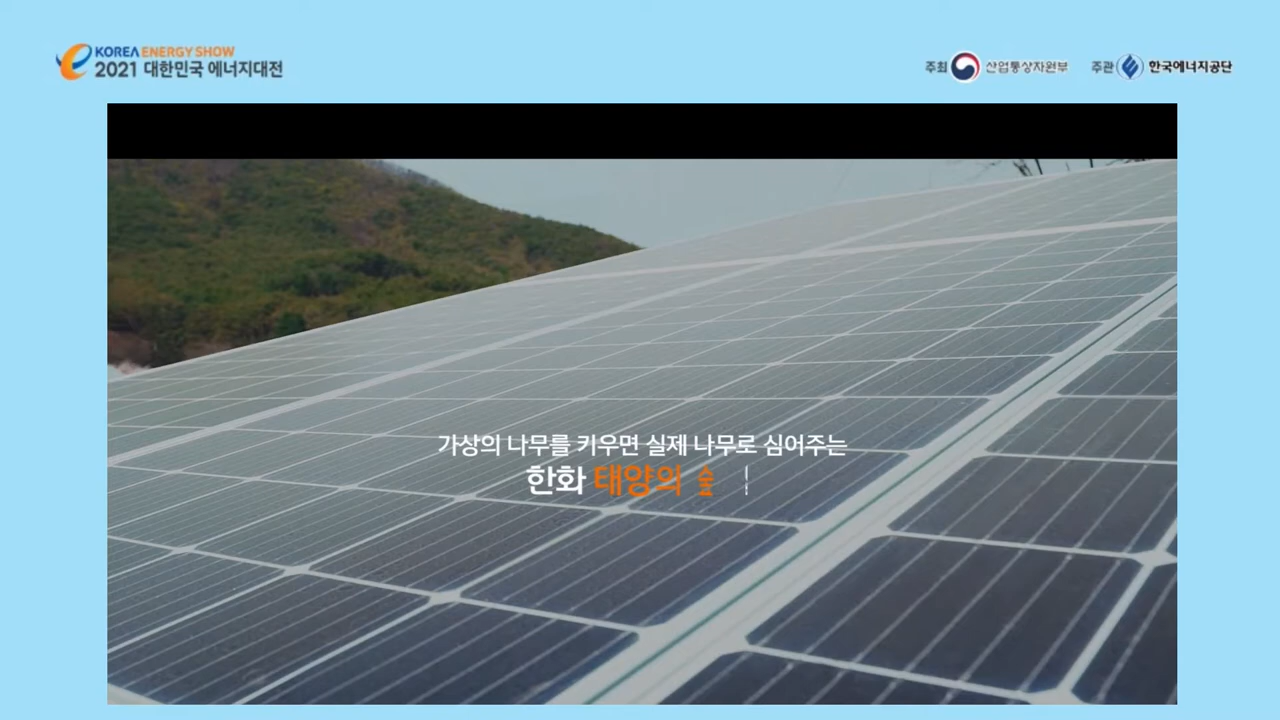 KOREA ENERGY SHOW
2021 대한민국 에너지대전
주최 산업통상자원부 주관 한국에너지공단
가상의 나무를 키우면 실제 나무로 심어주는
한화 태양의 숲